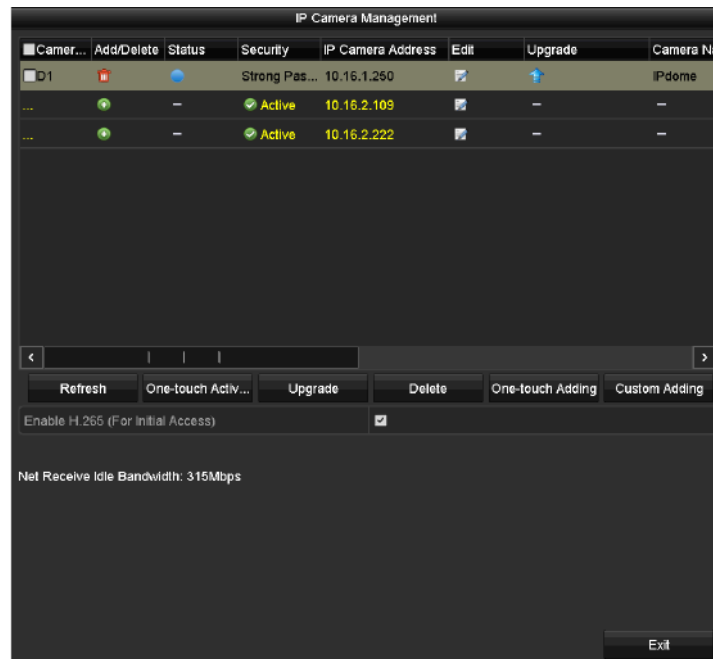 IP Camera Management
Camer... Add/Delete Status Security IP Camera Address Edit Upgrade Camera Na
D1 Strong Pas... 10.16.1.250 IPdome
... – Active 10.16.2.109 – –
... – Active 10.16.2.222 – –
Refresh One-touch Activ... Upgrade Delete One-touch Adding Custom Adding
Enable H.265 (For Initial Access)
Net Receive Idle Bandwidth: 315Mbps
Exit